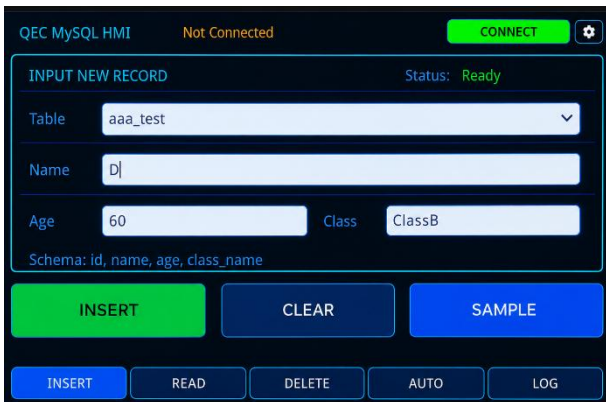 QEC MySQL HMI Not Connected CONNECT
INPUT NEW RECORD Status: Ready
Table aaa_test
Name D
Age 60 Class ClassB
Schema: id, name, age, class_name
INSERT CLEAR SAMPLE
INSERT READ DELETE AUTO LOG